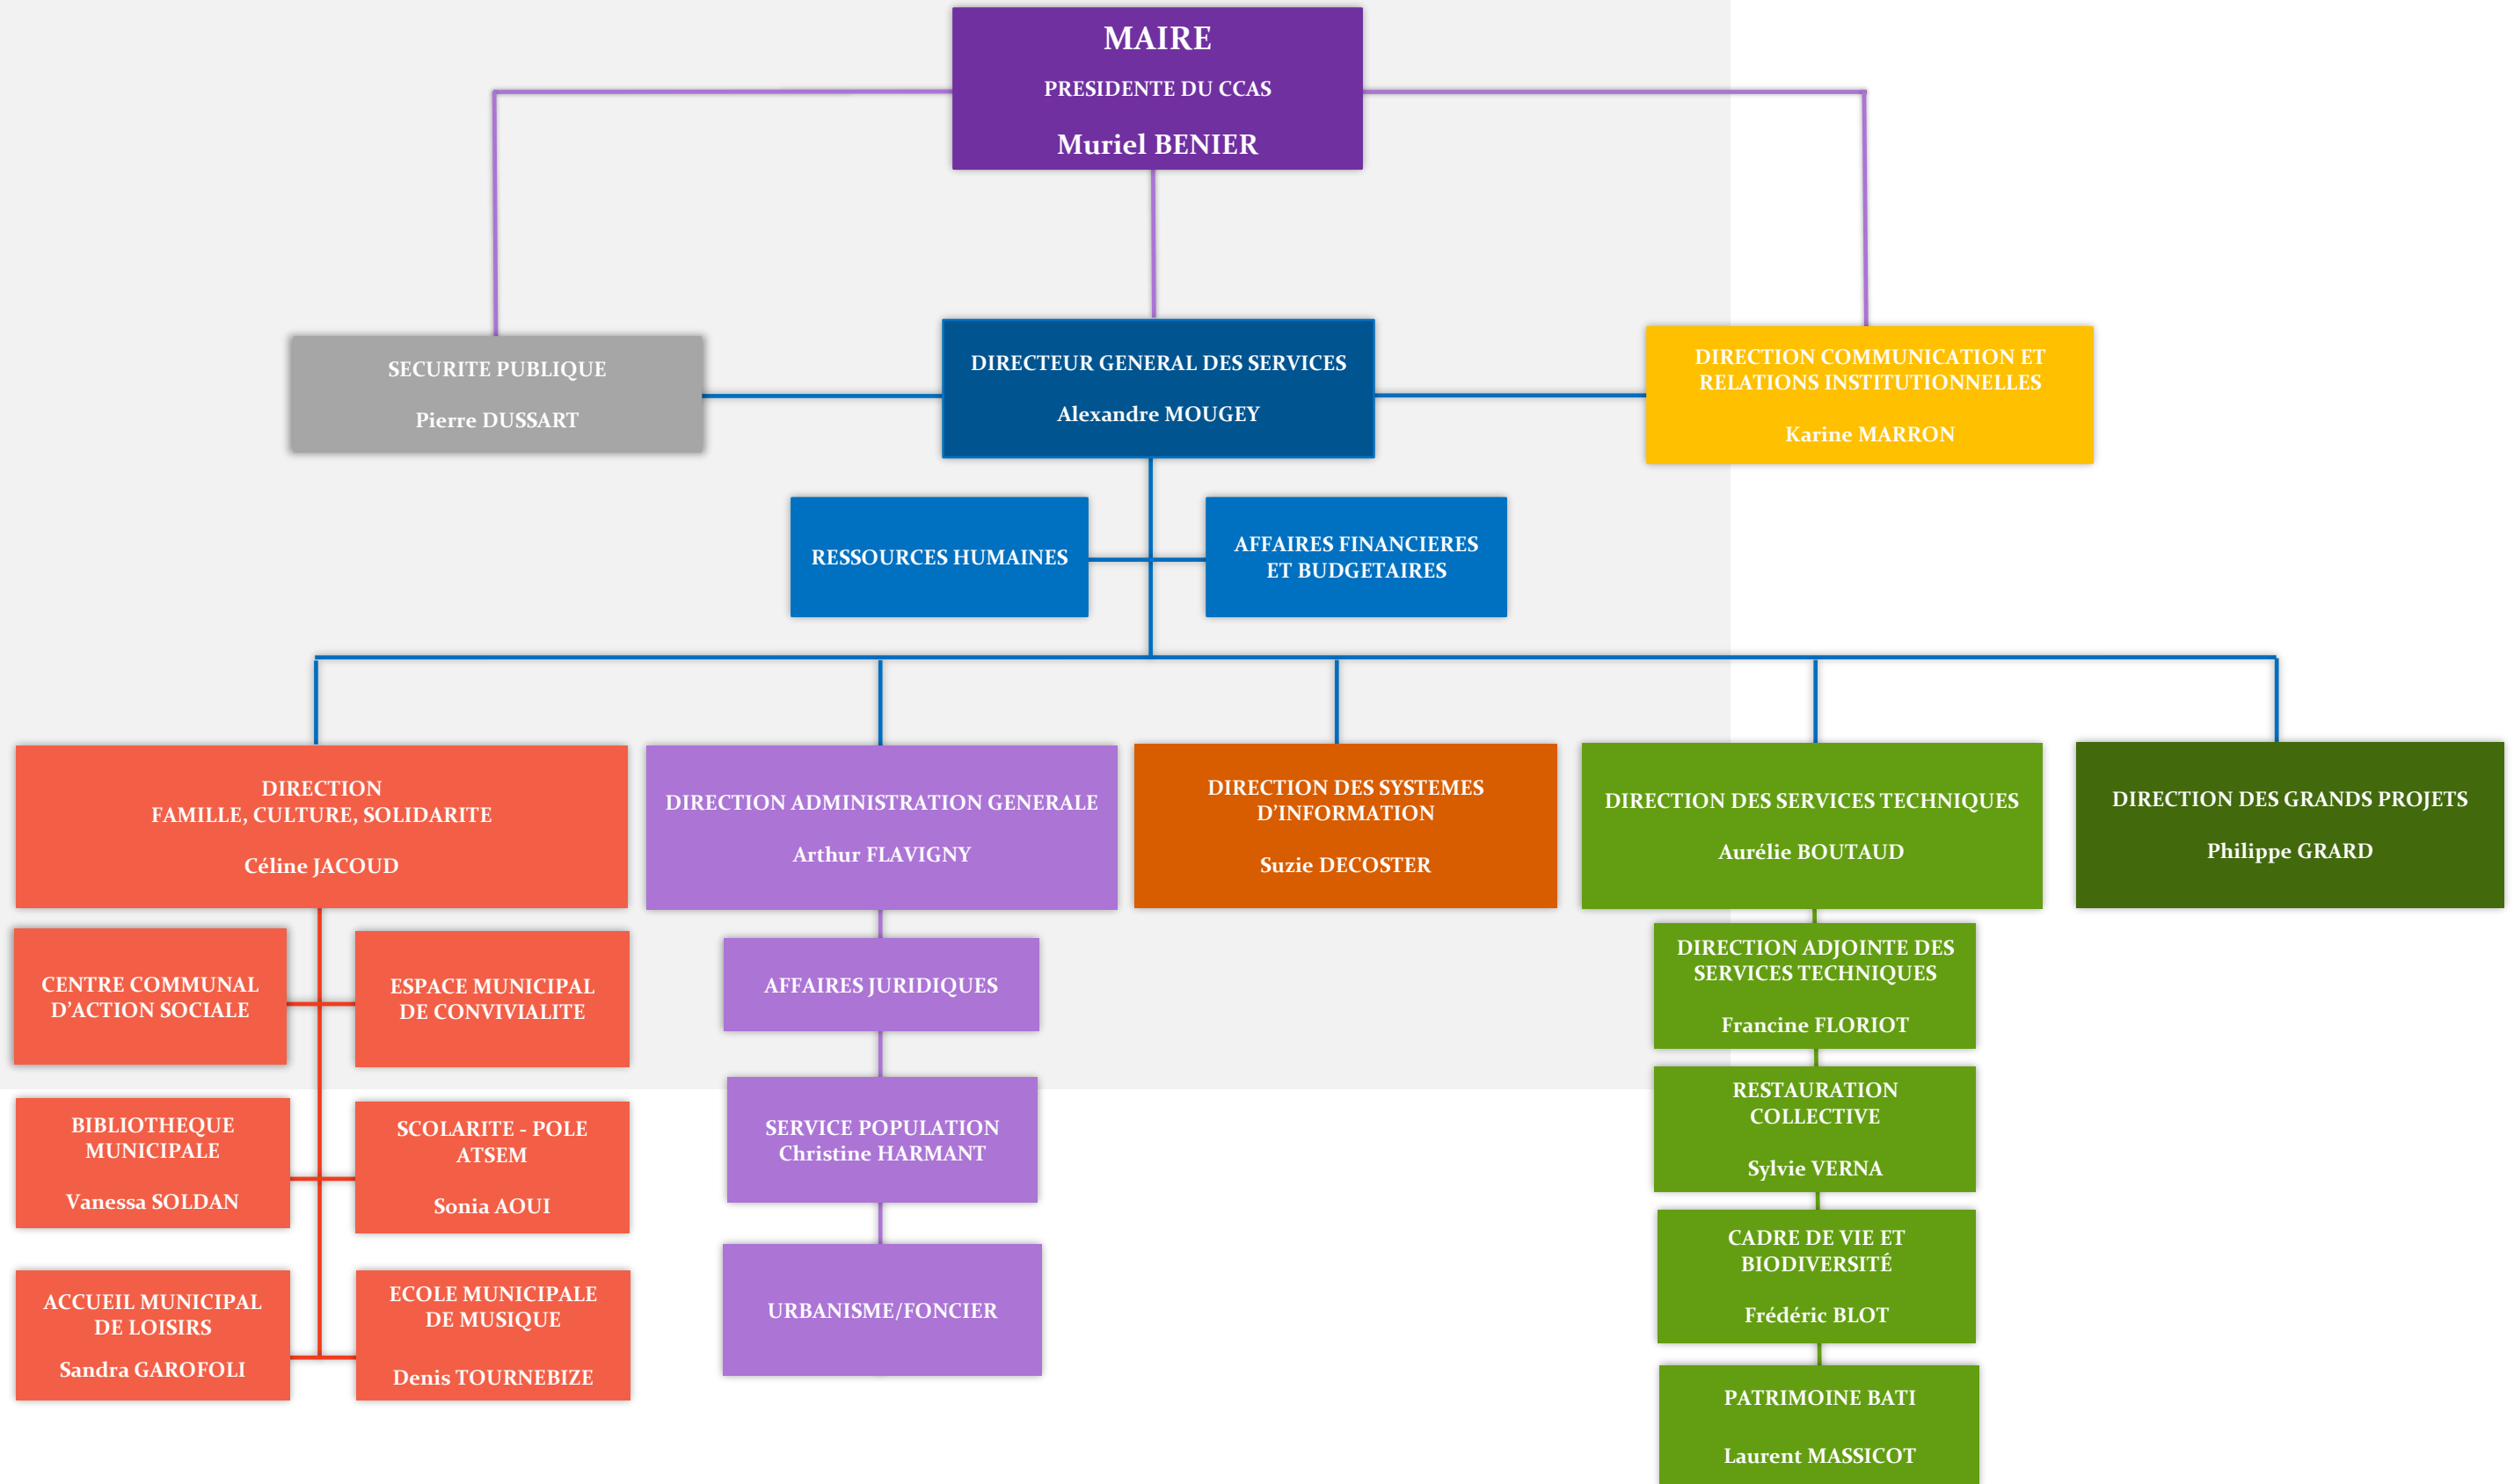 MAIRE
PRESIDENTE DU CCAS
Muriel BENIER
SECURITE PUBLIQUE
Pierre DUSSART
DIRECTEUR GENERAL DES SERVICES
Alexandre MOUGEY
DIRECTION COMMUNICATION ET
RELATIONS INSTITUTIONNELLES
Karine MARRON
RESSOURCES HUMAINES
AFFAIRES FINANCIERES
ET BUDGETAIRES
DIRECTION
FAMILLE, CULTURE, SOLIDARITE
Céline JACOUD
DIRECTION ADMINISTRATION GENERALE
Arthur FLAVIGNY
DIRECTION DES SYSTEMES
D’INFORMATION
Suzie DECOSTER
DIRECTION DES SERVICES TECHNIQUES
Aurélie BOUTAUD
DIRECTION DES GRANDS PROJETS
Philippe GRARD
CENTRE COMMUNAL
D’ACTION SOCIALE
ESPACE MUNICIPAL
DE CONVIVIALITE
BIBLIOTHEQUE
MUNICIPALE
Vanessa SOLDAN
SCOLARITE - POLE
ATSEM
Sonia AOUI
ACCUEIL MUNICIPAL
DE LOISIRS
Sandra GAROFOLI
ECOLE MUNICIPALE
DE MUSIQUE
Denis TOURNEBIZE
AFFAIRES JURIDIQUES
SERVICE POPULATION
Christine HARMANT
URBANISME/FONCIER
DIRECTION ADJOINTE DES
SERVICES TECHNIQUES
Francine FLORIOT
RESTAURATION
COLLECTIVE
Sylvie VERNA
CADRE DE VIE ET
BIODIVERSITÉ
Frédéric BLOT
PATRIMOINE BATI
Laurent MASSICOT